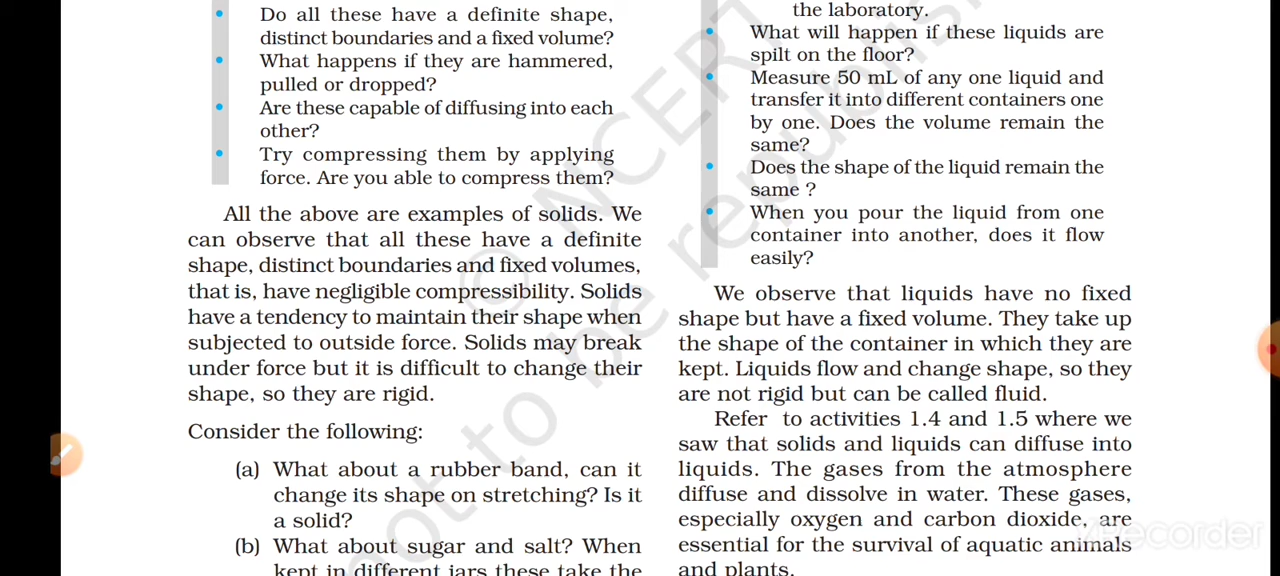 Do all these have a definite shape,
distinct boundaries and a fixed volume?
What happens if they are hammered,
pulled or dropped?
Are these capable of diffusing into each
other?
Try compressing them by applying
force. Are you able to compress them?
All the above are examples of solids. We
can observe that all these have a definite
shape, distinct boundaries and fixed volumes,
that is, have negligible compressibility. Solids
have a tendency to maintain their shape when
subjected to outside force. Solids may break
under force but it is difficult to change their
shape, so they are rigid.
Consider the following:
(a) What about a rubber band, can it
change its shape on stretching? Is it
a solid?
(b) What about sugar and salt? When
kept in different jars these take the
the laboratory.
What will happen if these liquids are
spilt on the floor?
Measure 50 mL of any one liquid and
transfer it into different containers one
by one. Does the volume remain the
same?
Does the shape of the liquid remain the
same ?
When you pour the liquid from one
container into another, does it flow
easily?
We observe that liquids have no fixed
shape but have a fixed volume. They take up
the shape of the container in which they are
kept. Liquids flow and change shape, so they
are not rigid but can be called fluid.
Refer to activities 1.4 and 1.5 where we
saw that solids and liquids can diffuse into
liquids. The gases from the atmosphere
diffuse and dissolve in water. These gases,
especially oxygen and carbon dioxide, are
essential for the survival of aquatic animals
and plants.
© NCERT
not to be republish
Recorder